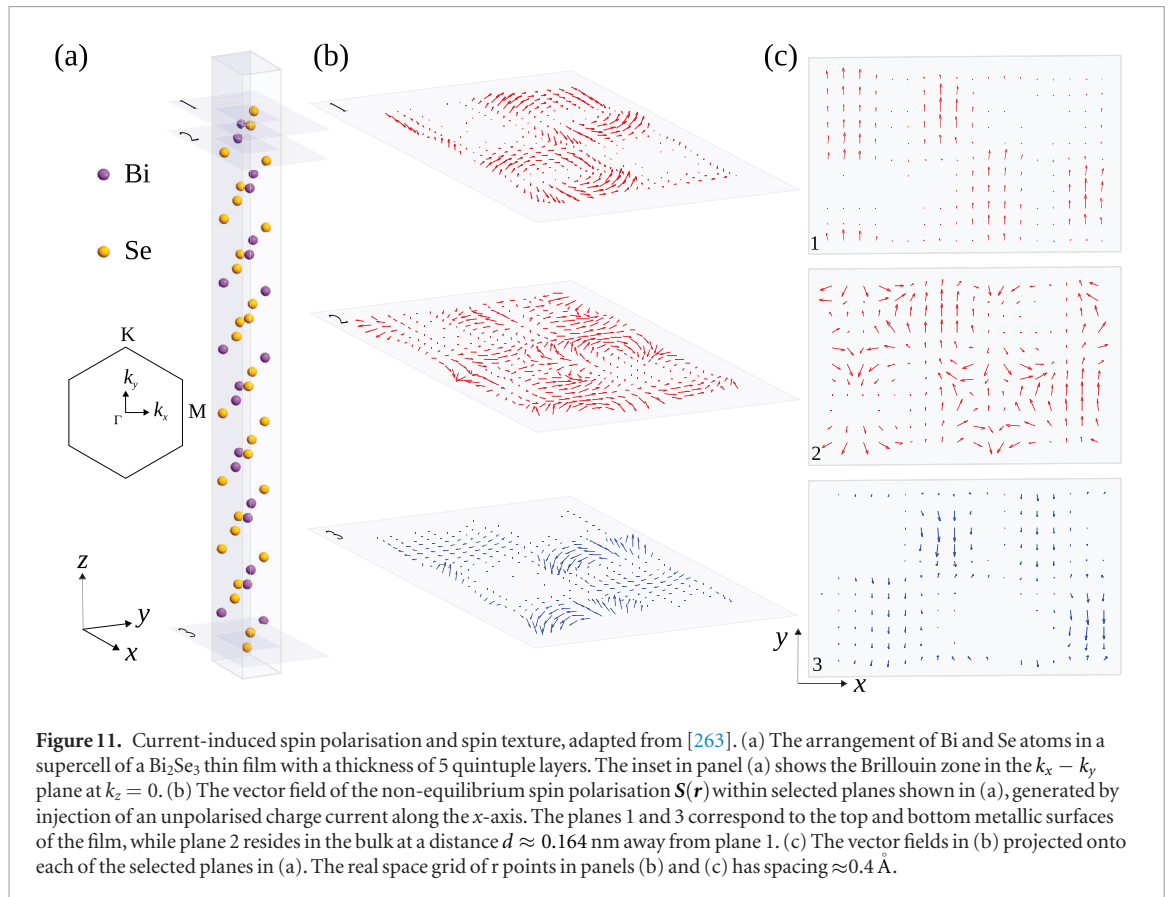 (a)
(b)
(c)
1
2
Bi
Se
K
k_y
Γ
k_x
M
z
y
x
3
1
2
3
1
2
3
y
x
Figure 11. Current-induced spin polarisation and spin texture, adapted from [263]. (a) The arrangement of Bi and Se atoms in a
supercell of a Bi₂Se₃ thin film with a thickness of 5 quintuple layers. The inset in panel (a) shows the Brillouin zone in the kₓ − k_y
plane at k_z = 0. (b) The vector field of the non-equilibrium spin polarisation S(r) within selected planes shown in (a), generated by
injection of an unpolarised charge current along the x-axis. The planes 1 and 3 correspond to the top and bottom metallic surfaces
of the film, while plane 2 resides in the bulk at a distance d ≈ 0.164 nm away from plane 1. (c) The vector fields in (b) projected onto
each of the selected planes in (a). The real space grid of r points in panels (b) and (c) has spacing ≈0.4 Å.